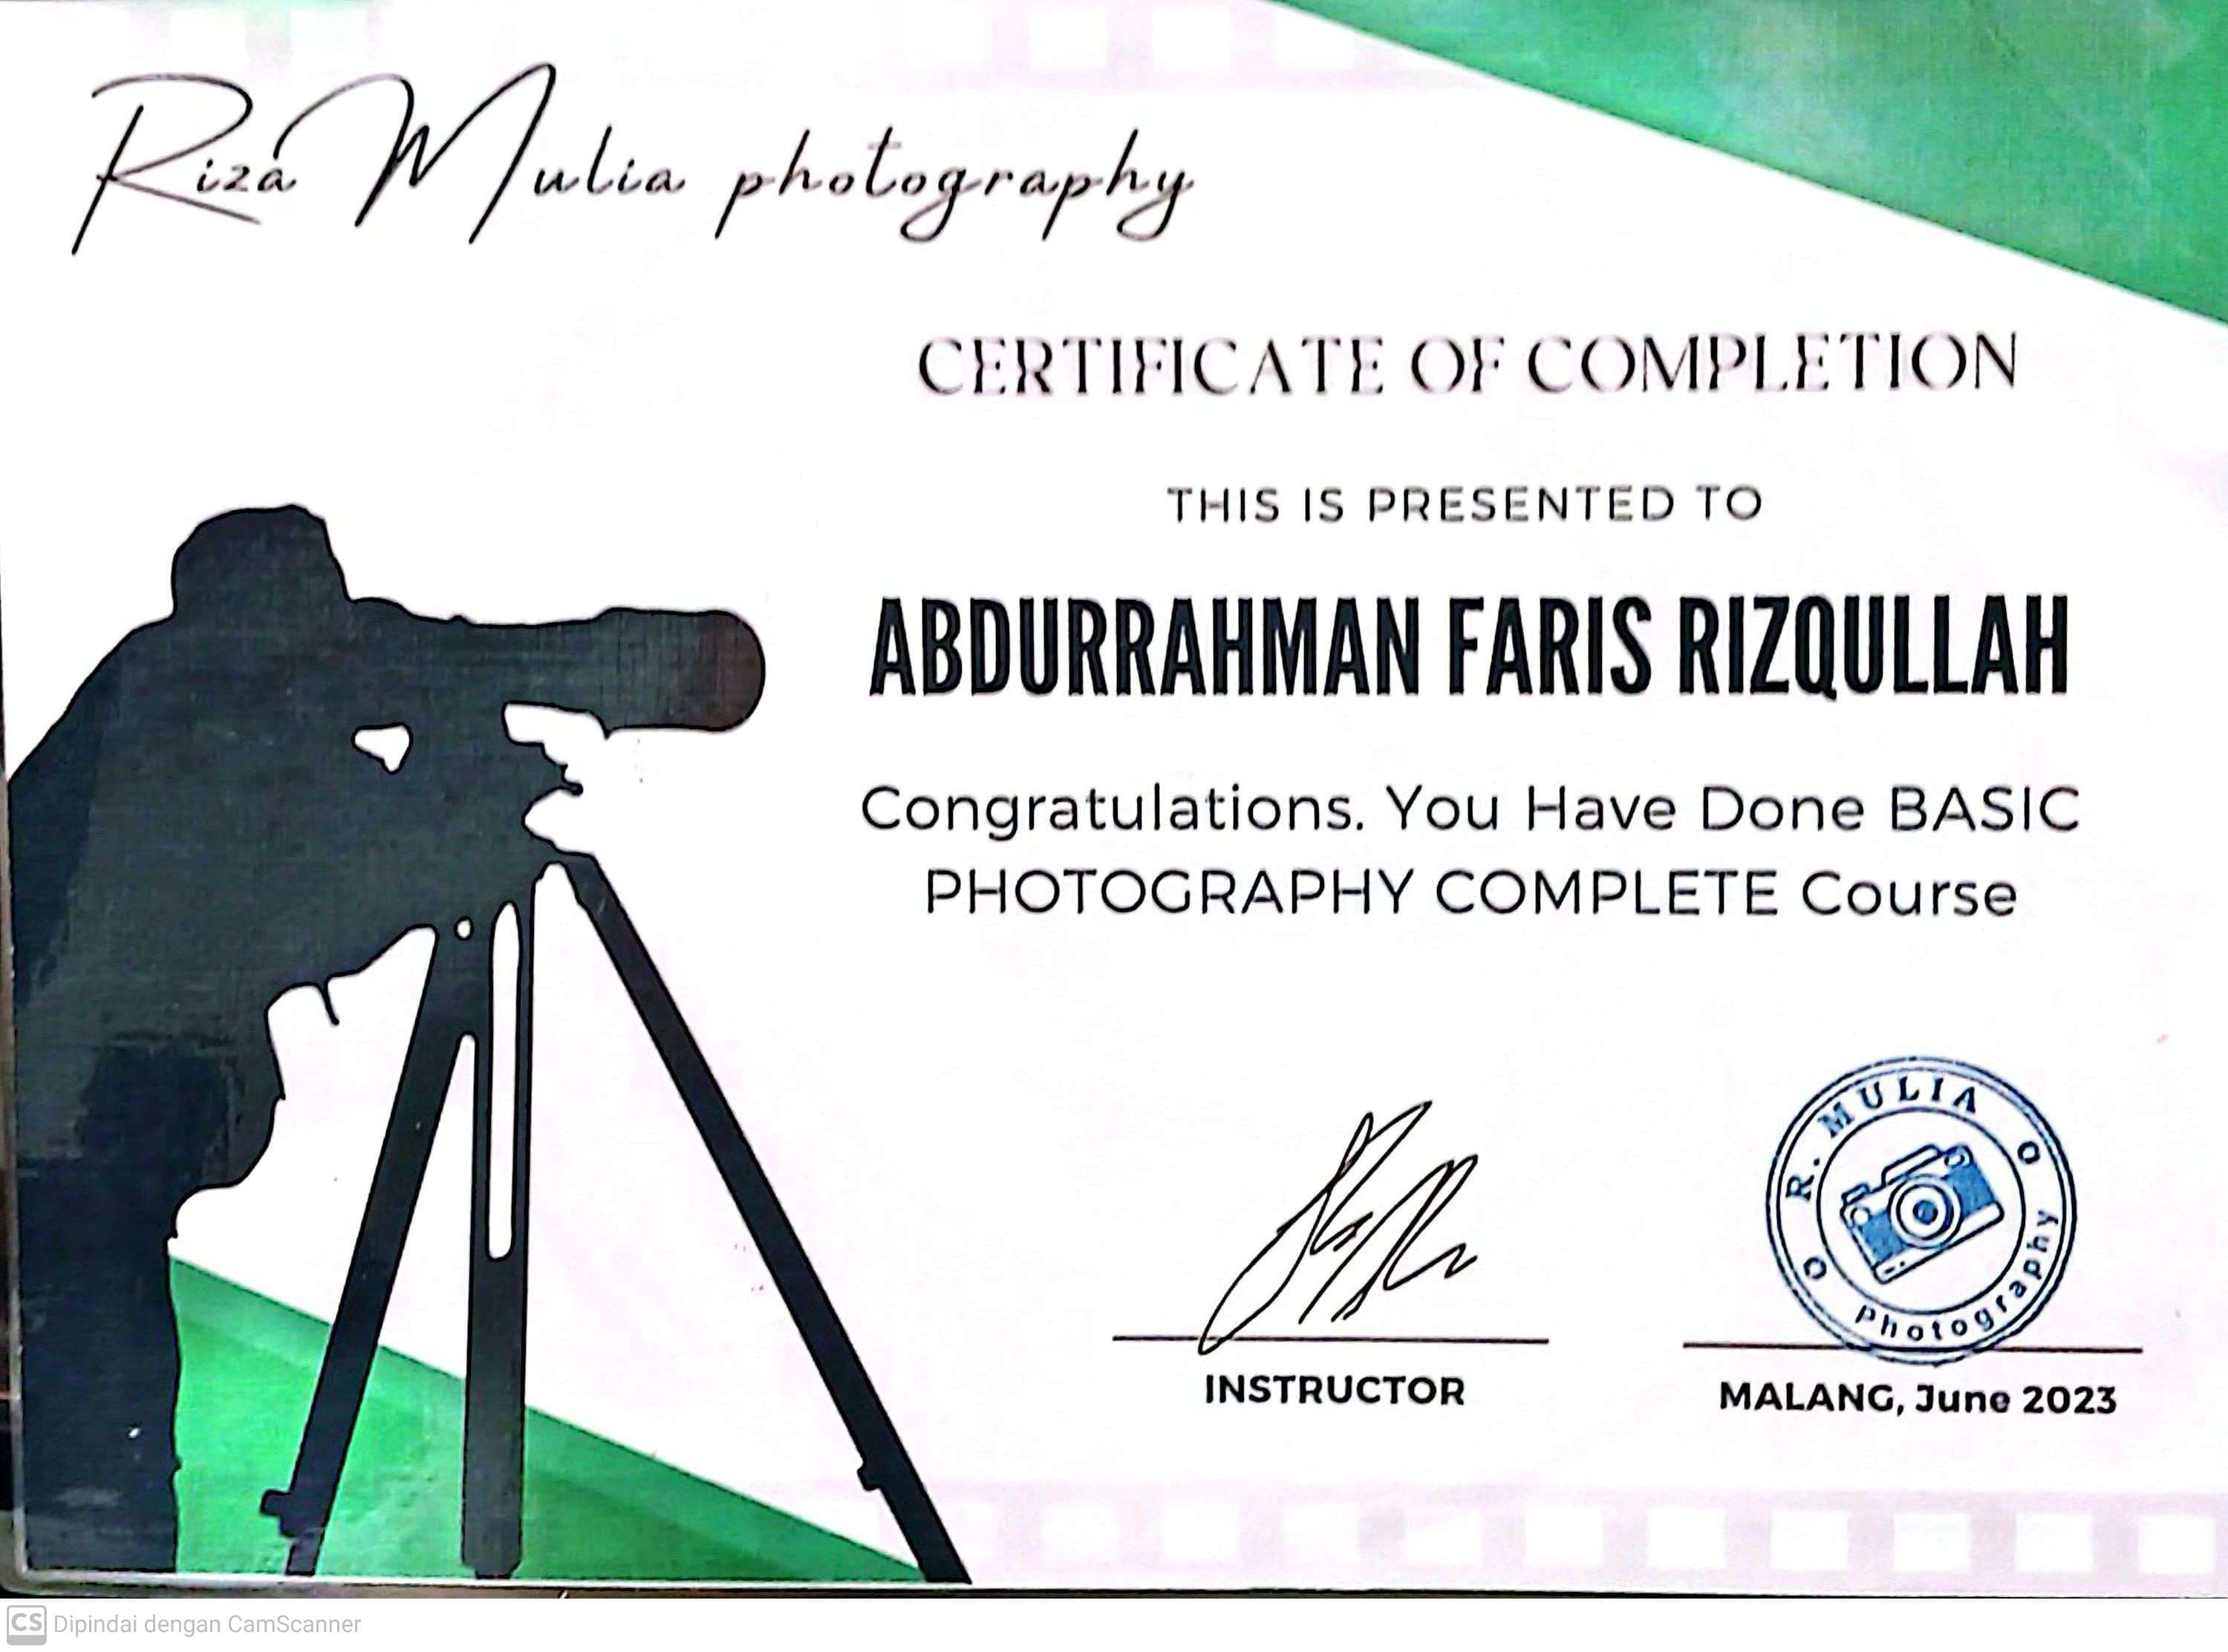 Riza Mulia photography
CERTIFICATE OF COMPLETION
THIS IS PRESENTED TO
ABDURRAHMAN FARIS RIZQULLAH
Congratulations. You Have Done BASIC
PHOTOGRAPHY COMPLETE Course
R. MULIA
Photography
INSTRUCTOR
MALANG, June 2023
CS Dipindai dengan CamScanner